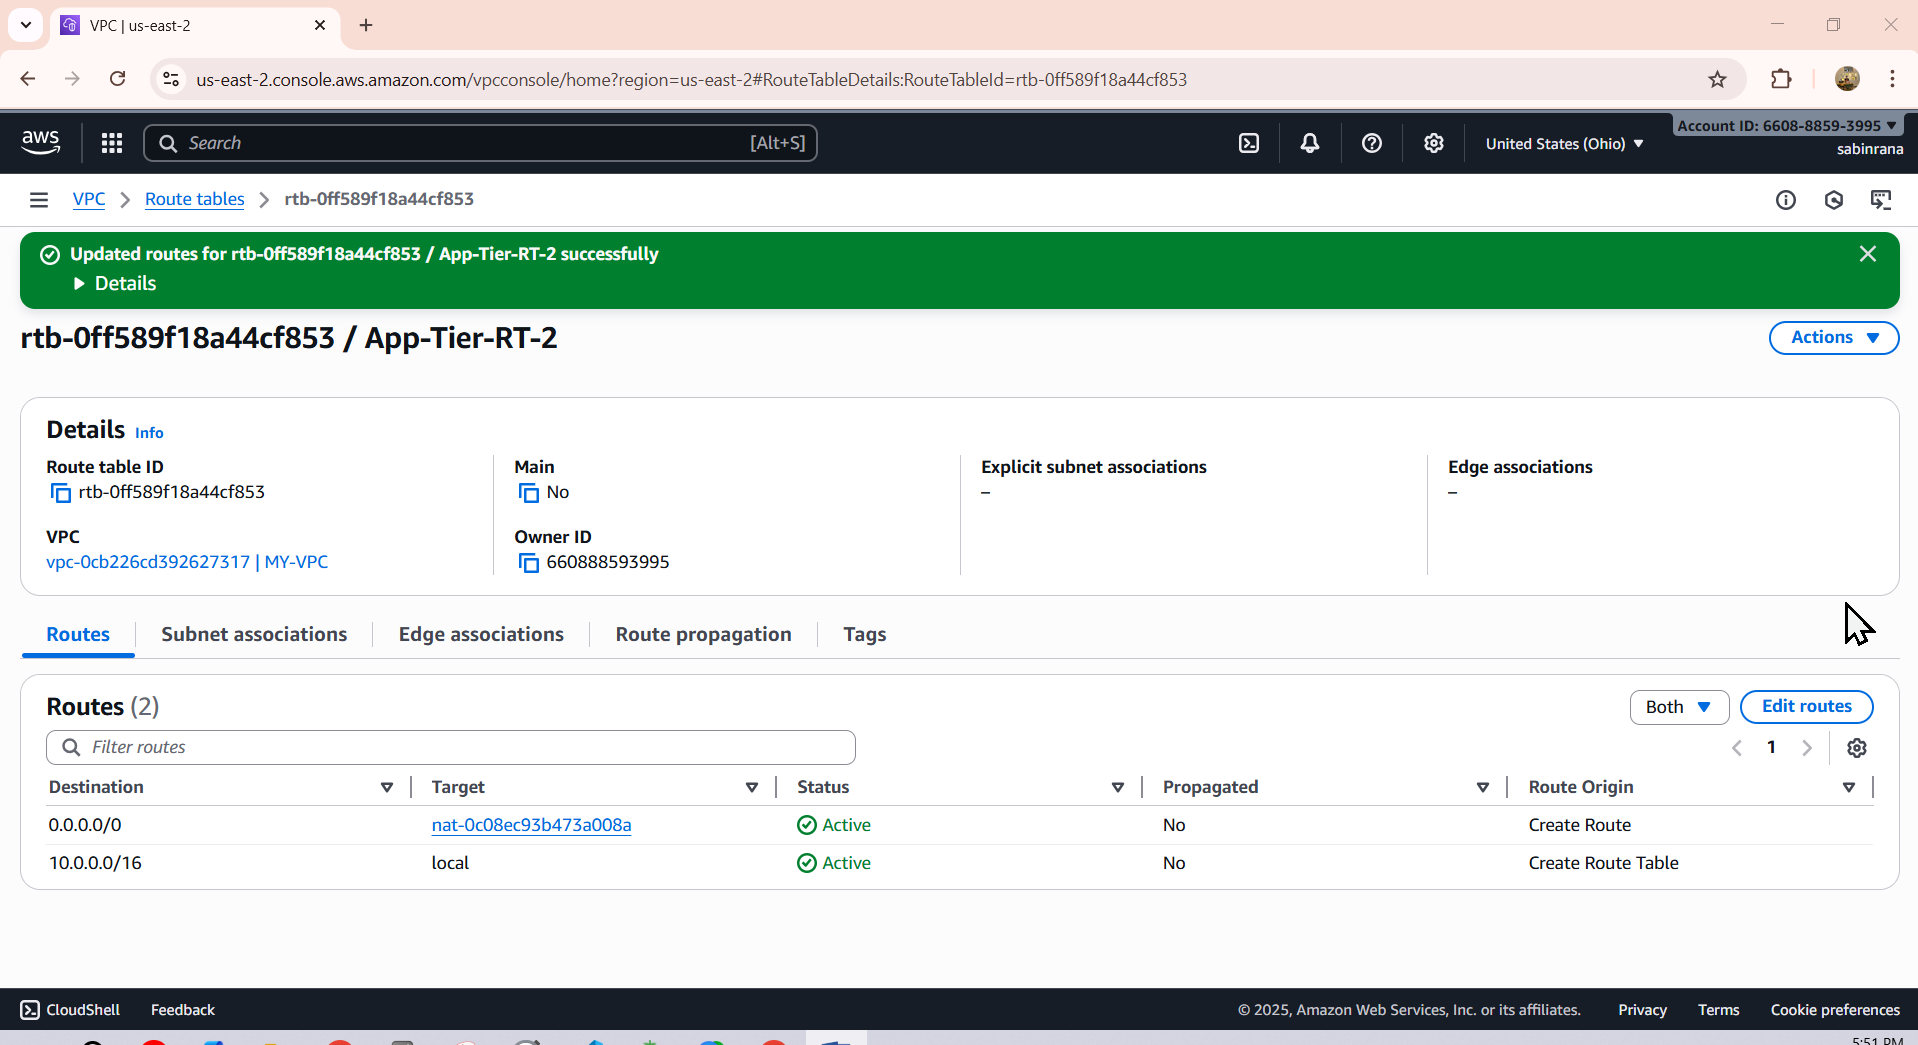 VPC | us-east-2
us-east-2.console.aws.amazon.com/vpcconsole/home?region=us-east-2#RouteTableDetails:RouteTableId=rtb-0ff589f18a44cf853
aws
Search
[Alt+S]
United States (Ohio)
Account ID: 6608-8859-3995
sabinrana
VPC
Route tables
rtb-0ff589f18a44cf853
Updated routes for rtb-0ff589f18a44cf853 / App-Tier-RT-2 successfully
Details
rtb-0ff589f18a44cf853 / App-Tier-RT-2
Actions
Details Info
Route table ID
rtb-0ff589f18a44cf853
Main
No
Explicit subnet associations
–
Edge associations
–
VPC
vpc-0cb226cd392627317 | MY-VPC
Owner ID
660888593995
Routes
Subnet associations
Edge associations
Route propagation
Tags
Routes (2)
Both
Edit routes
Filter routes
1
Destination Target Status Propagated Route Origin
0.0.0.0/0 nat-0c08ec93b473a008a Active No Create Route
10.0.0.0/16 local Active No Create Route Table
CloudShell
Feedback
© 2025, Amazon Web Services, Inc. or its affiliates.
Privacy
Terms
Cookie preferences
5:51 PM